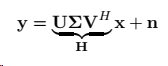 y = UΣV^H x + n
H